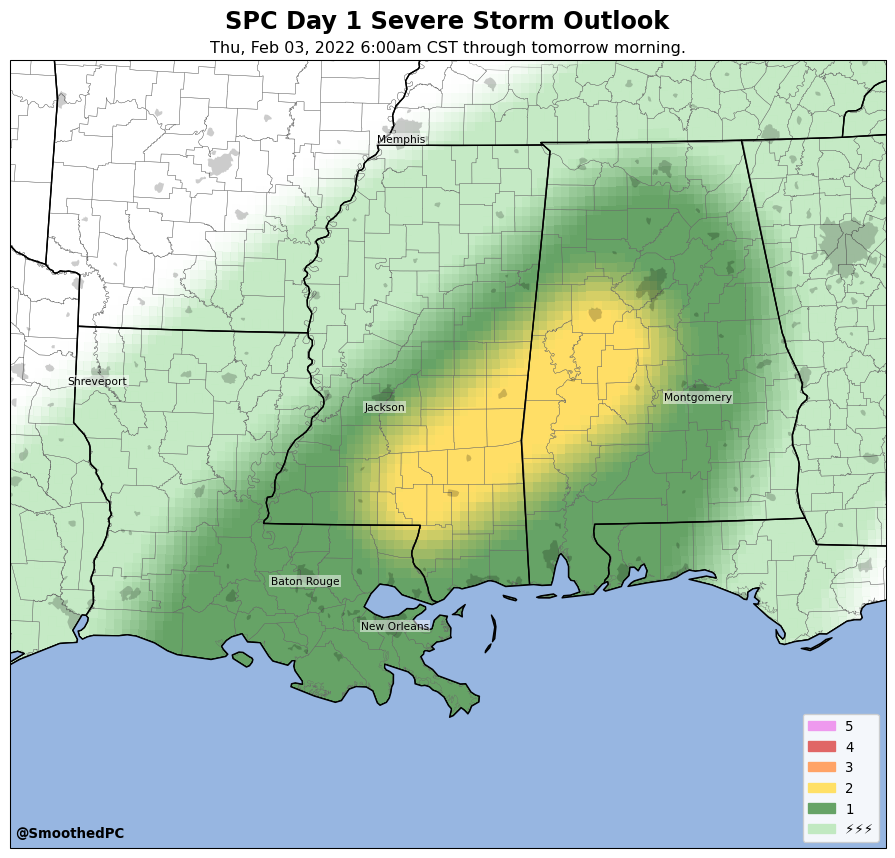 SPC Day 1 Severe Storm Outlook
Thu, Feb 03, 2022 6:00am CST through tomorrow morning.
Memphis
Shreveport
Jackson
Montgomery
Baton Rouge
New Orleans
5
4
3
2
1
⚡⚡⚡
@SmoothedPC